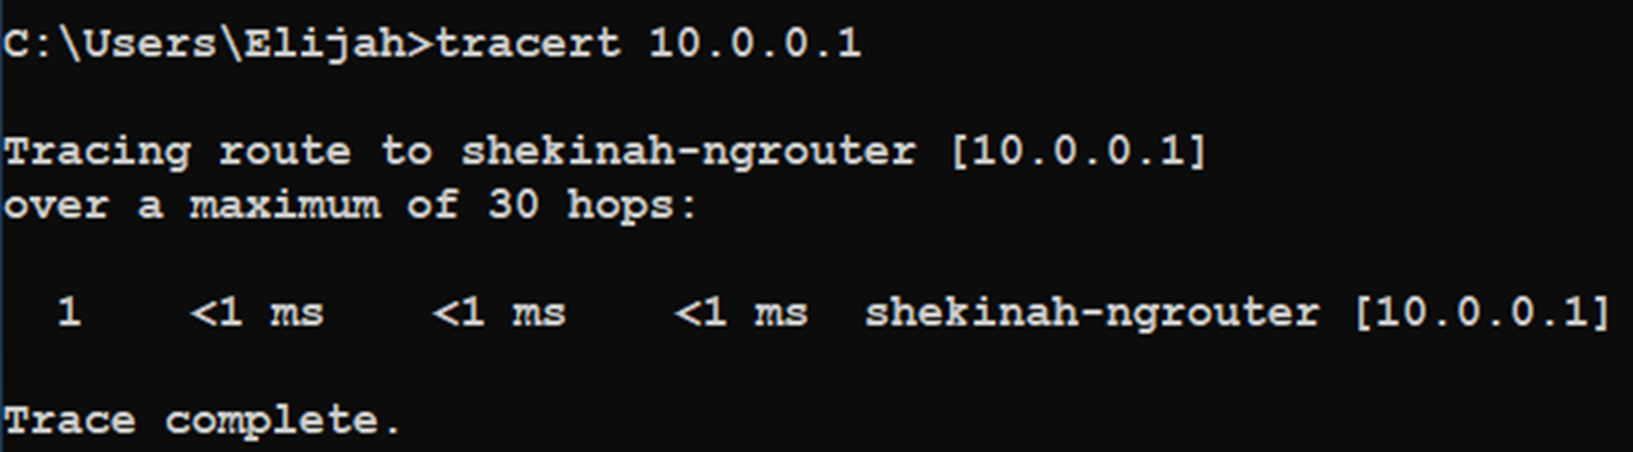 C:\Users\Elijah>tracert 10.0.0.1
Tracing route to shekinah-ngrouter [10.0.0.1]
over a maximum of 30 hops:
1 <1 ms <1 ms <1 ms shekinah-ngrouter [10.0.0.1]
Trace complete.